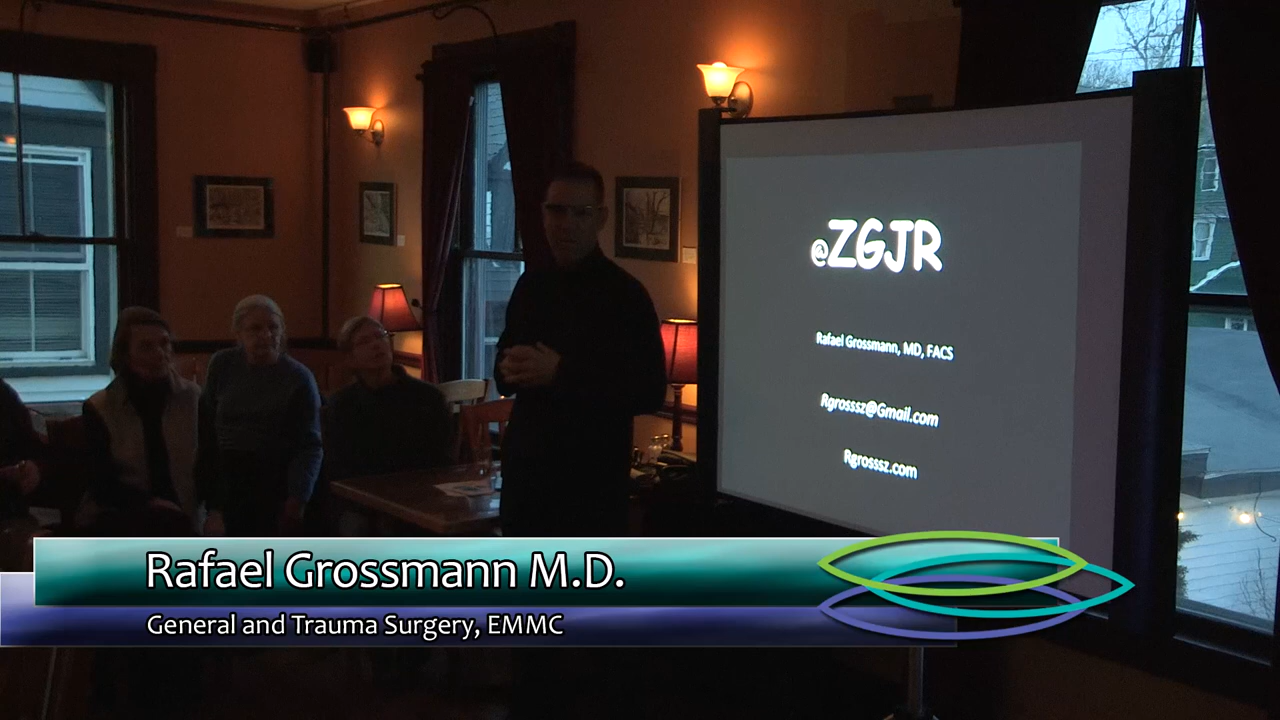 @ZGJR
Rafael Grossmann, MD, FACS
Rgrosssz@Gmail.com
Rgrosssz.com
Rafael Grossmann M.D.
General and Trauma Surgery, EMMC